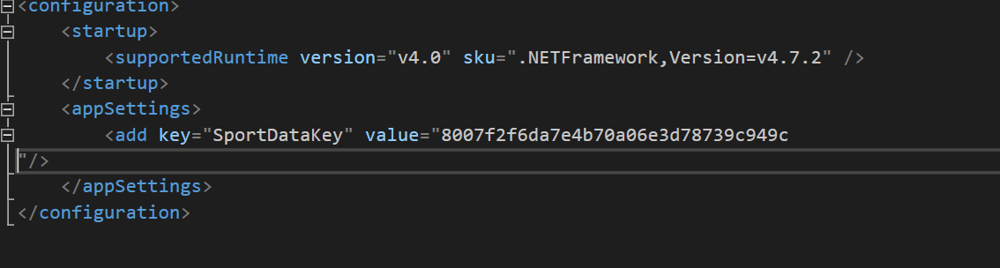 <configuration>
    <startup>
        <supportedRuntime version="v4.0" sku=".NETFramework,Version=v4.7.2" />
    </startup>
    <appSettings>
        <add key="SportDataKey" value="8007f2f6da7e4b70a06e3d78739c949c
"/>
    </appSettings>
</configuration>